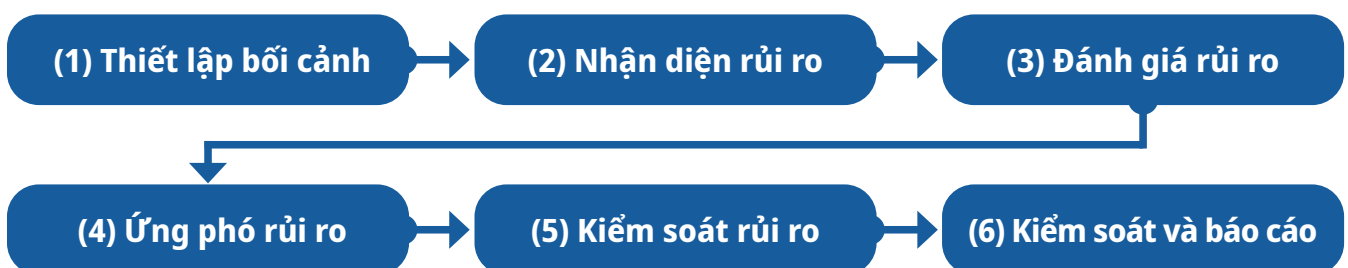 (1) Thiết lập bối cảnh
(2) Nhận diện rủi ro
(3) Đánh giá rủi ro
(4) Ứng phó rủi ro
(5) Kiểm soát rủi ro
(6) Kiểm soát và báo cáo